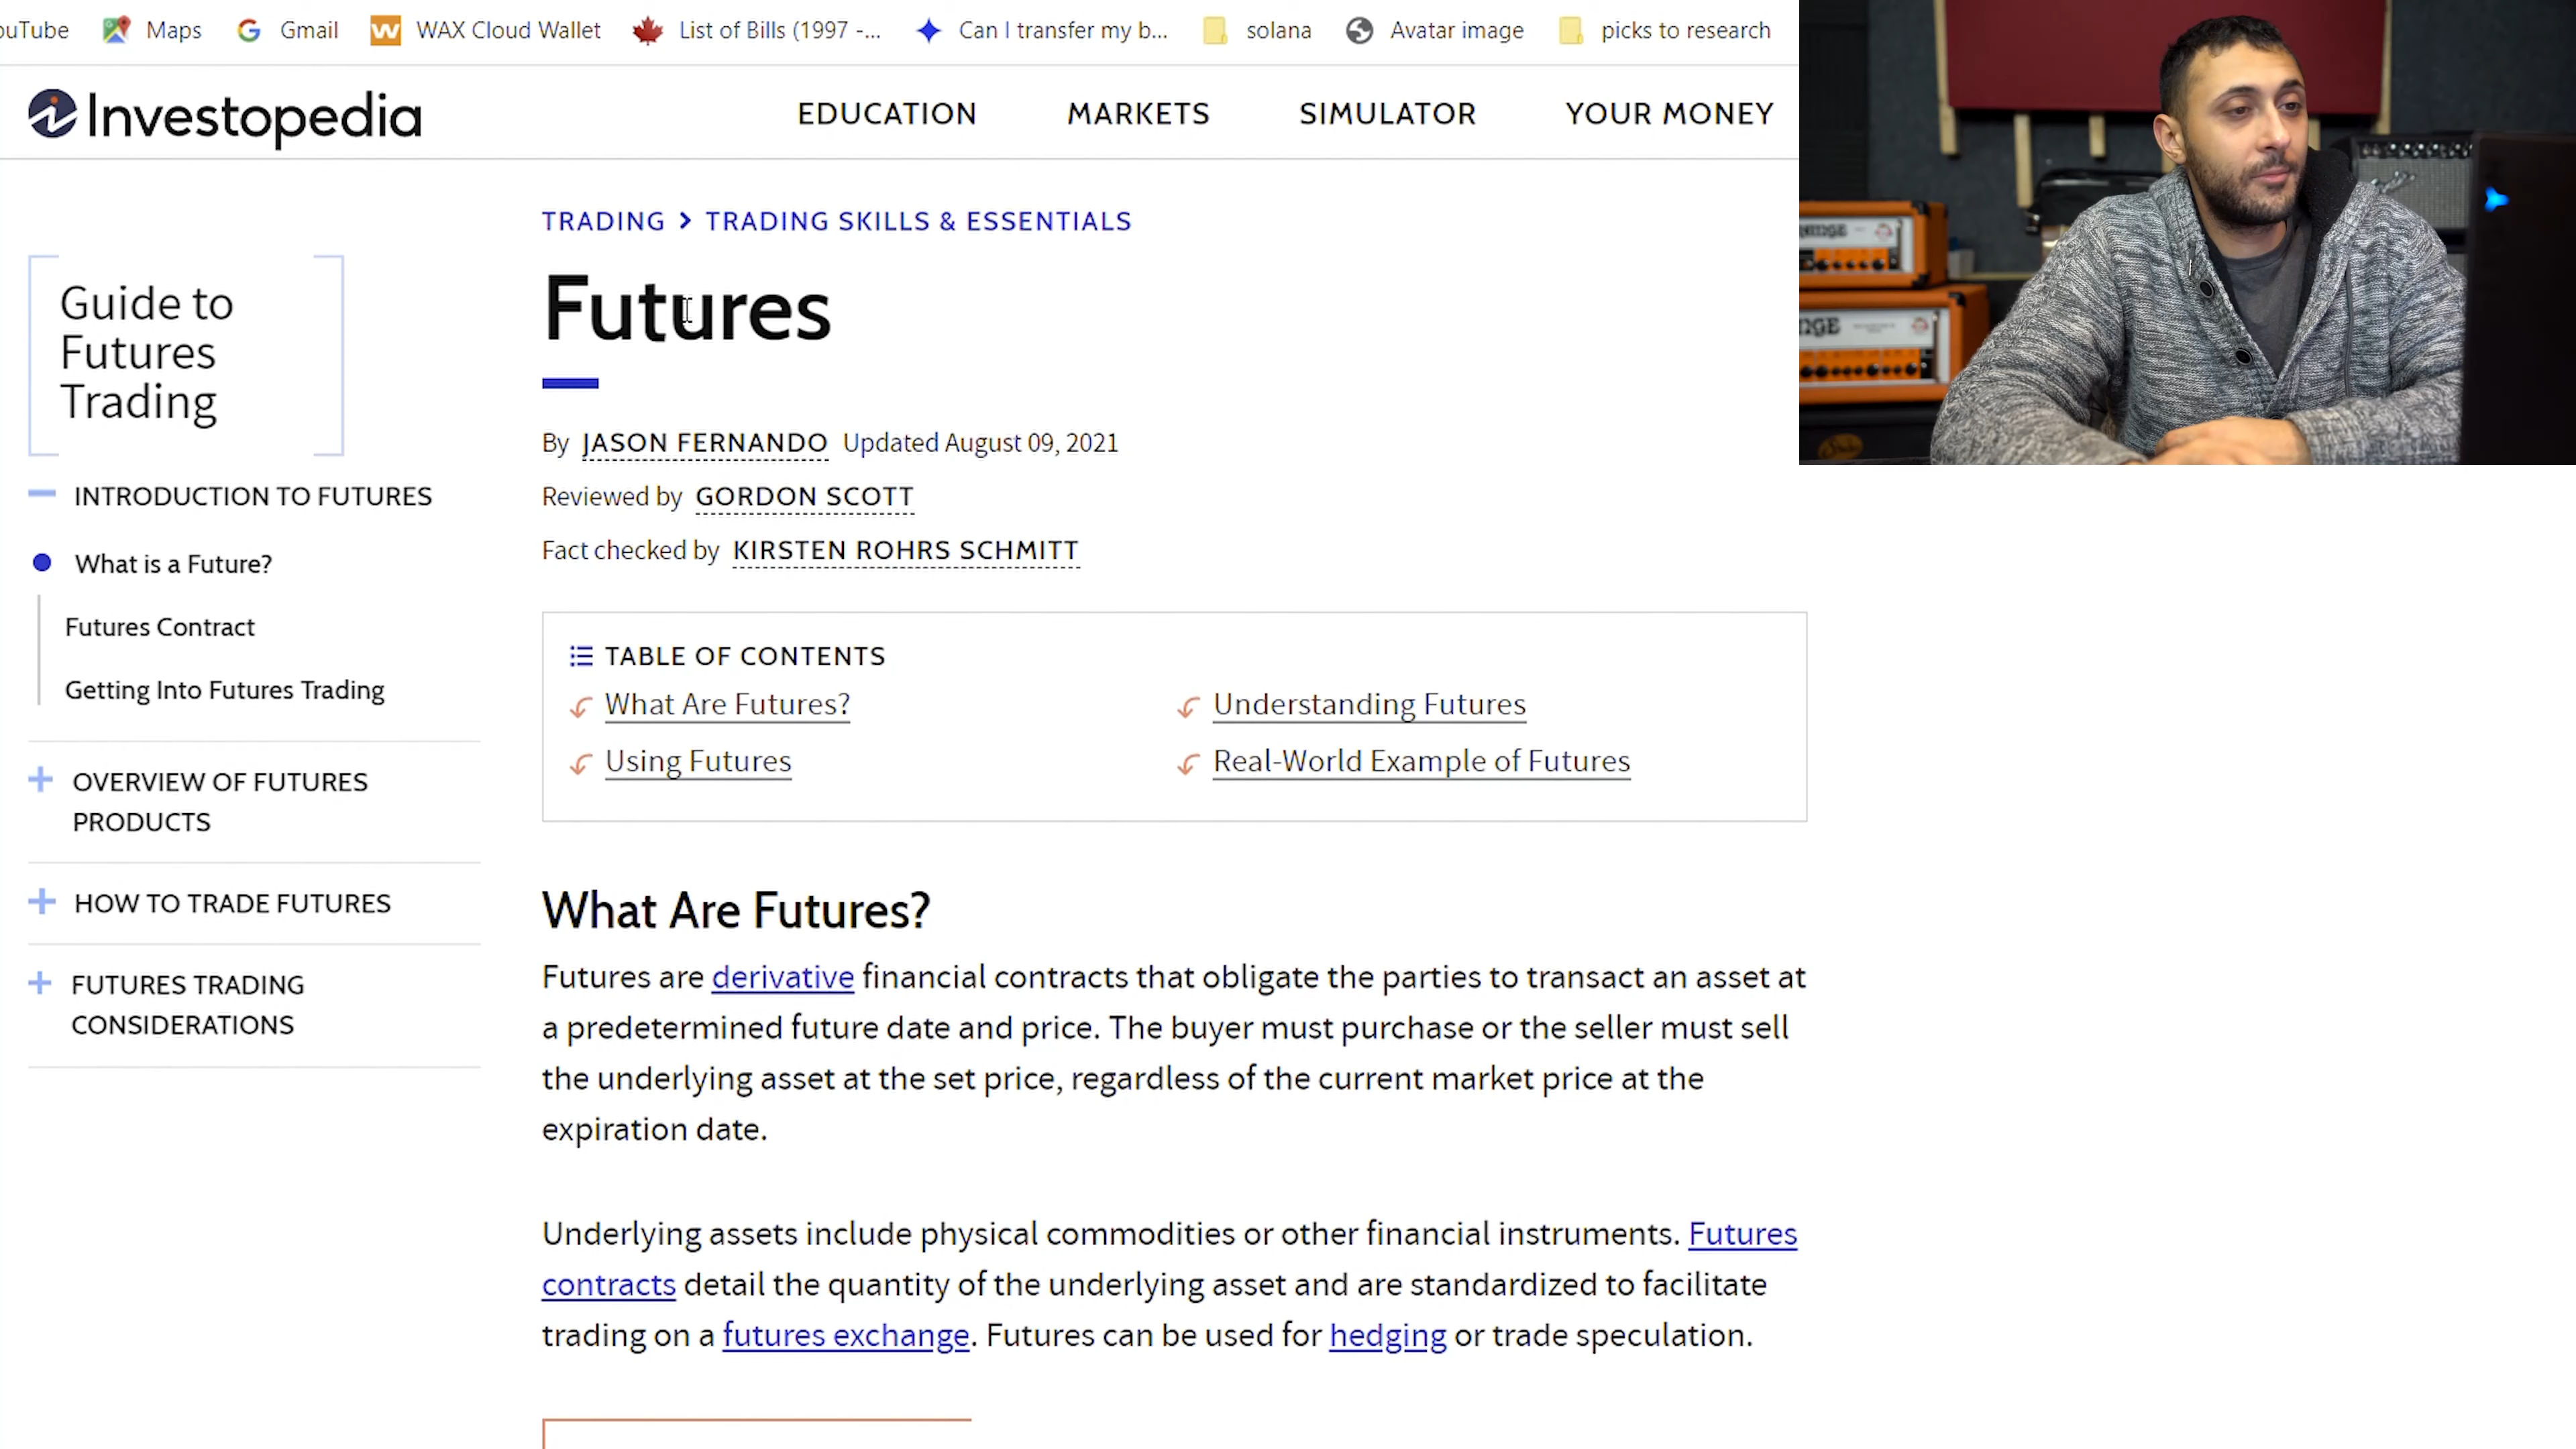 ouTube Maps Gmail WAX Cloud Wallet List of Bills (1997 -... Can I transfer my b... solana Avatar image picks to research
Investopedia
EDUCATION MARKETS SIMULATOR YOUR MONEY
TRADING > TRADING SKILLS & ESSENTIALS
Guide to
Futures
Trading
INTRODUCTION TO FUTURES
What is a Future?
Futures Contract
Getting Into Futures Trading
OVERVIEW OF FUTURES
PRODUCTS
HOW TO TRADE FUTURES
FUTURES TRADING
CONSIDERATIONS
Futures
By JASON FERNANDO Updated August 09, 2021
Reviewed by GORDON SCOTT
Fact checked by KIRSTEN ROHRS SCHMITT
TABLE OF CONTENTS
What Are Futures? Understanding Futures
Using Futures Real-World Example of Futures
What Are Futures?
Futures are derivative financial contracts that obligate the parties to transact an asset at
a predetermined future date and price. The buyer must purchase or the seller must sell
the underlying asset at the set price, regardless of the current market price at the
expiration date.
Underlying assets include physical commodities or other financial instruments. Futures
contracts detail the quantity of the underlying asset and are standardized to facilitate
trading on a futures exchange. Futures can be used for hedging or trade speculation.